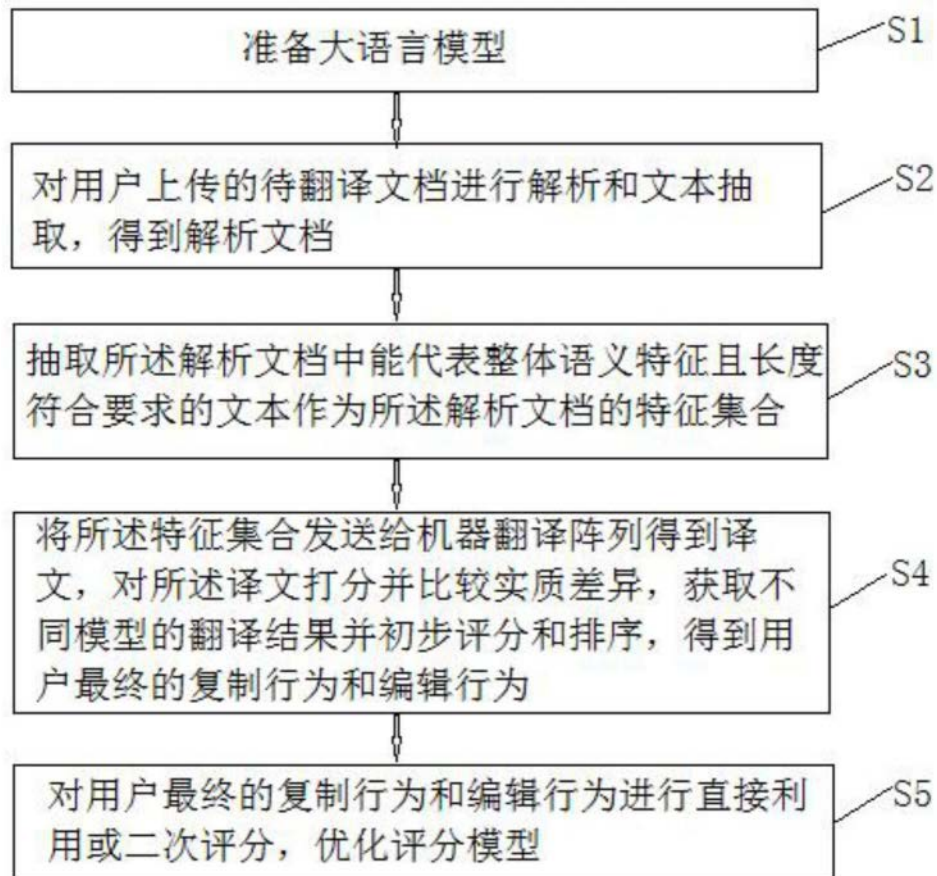 准备大语言模型
S1
对用户上传的待翻译文档进行解析和文本抽
取，得到解析文档
S2
抽取所述解析文档中能代表整体语义特征且长度
符合要求的文本作为所述解析文档的特征集合
S3
将所述特征集合发送给机器翻译阵列得到译
文，对所述译文打分并比较实质差异，获取不
同模型的翻译结果并初步评分和排序，得到用
户最终的复制行为和编辑行为
S4
对用户最终的复制行为和编辑行为进行直接利
用或二次评分，优化评分模型
S5